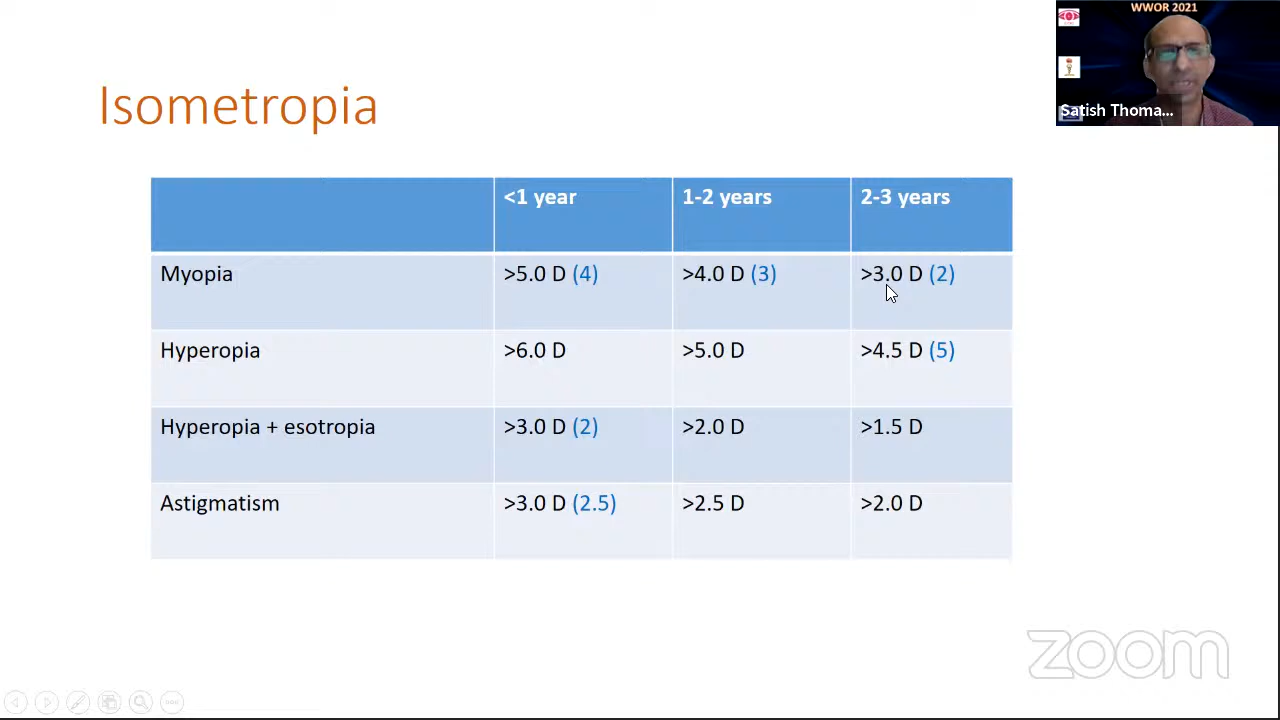 WWOR 2021
Satish Thoma...
Isometropia
<1 year 1-2 years 2-3 years
Myopia >5.0 D (4) >4.0 D (3) >3.0 D (2)
Hyperopia >6.0 D >5.0 D >4.5 D (5)
Hyperopia + esotropia >3.0 D (2) >2.0 D >1.5 D
Astigmatism >3.0 D (2.5) >2.5 D >2.0 D
zoom